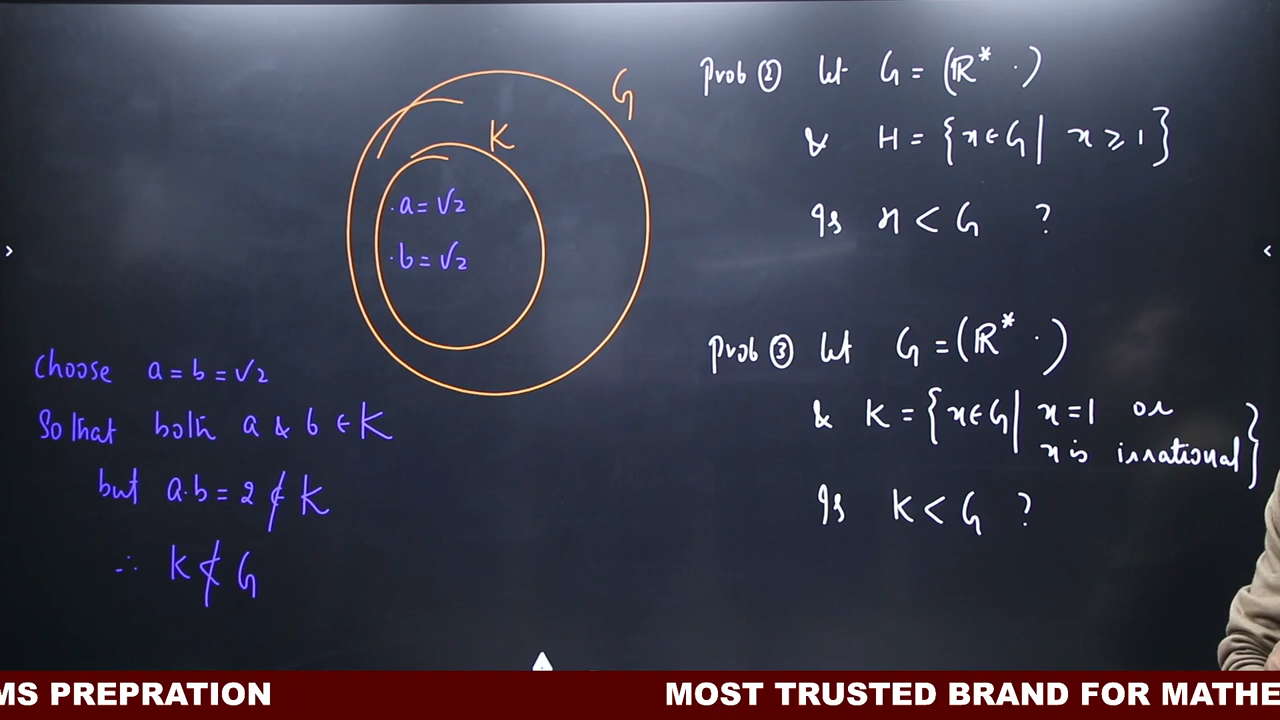 G
K
.a = √2
.b = √2
Choose a = b = √2
So that both a & b ∈ K
but a.b = 2 ∉ K
∴ K ≮ G
Prob ② Let G = (ℝ* .)
& H = {x ∈ G | x ≥ 1}
Is H < G ?
Prob ③ Let G = (ℝ* .)
& K = {x ∈ G | x = 1 or
x is irrational}
Is K < G ?
MS PREPRATION
MOST TRUSTED BRAND FOR MATHE